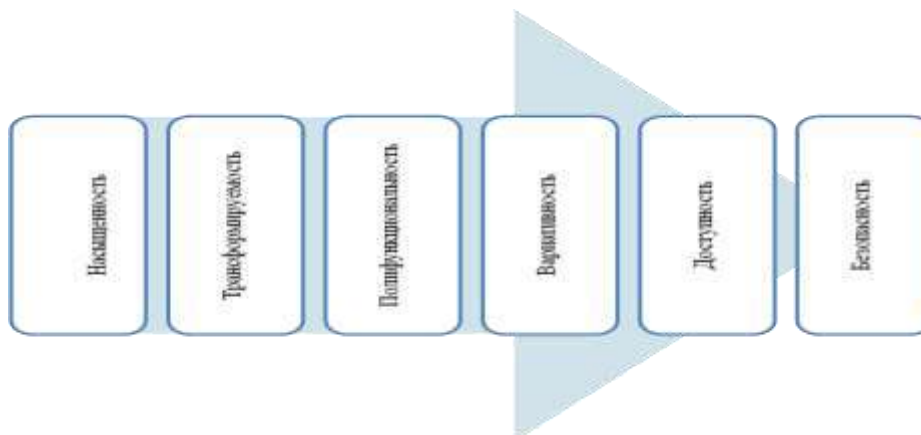 Насыщенность
Трансформируемость
Полифункциональность
Вариативность
Доступность
Безопасность